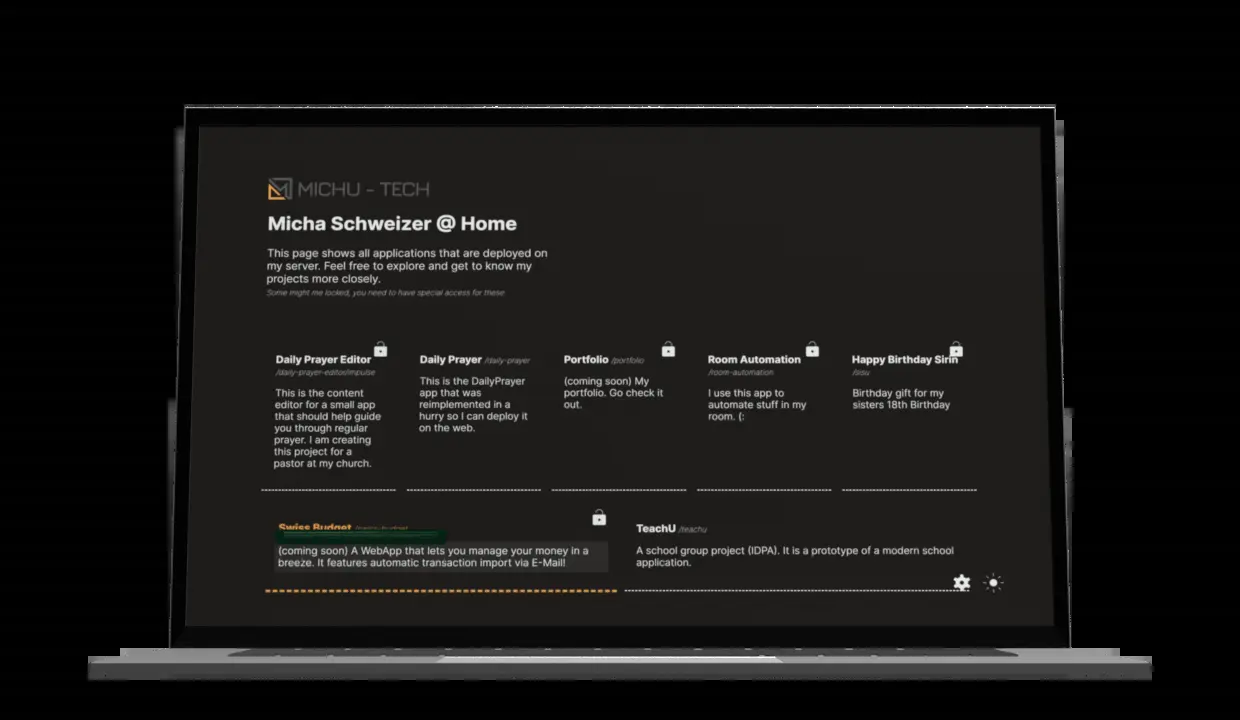 MICHU - TECH
Micha Schweizer @ Home
This page shows all applications that are deployed on
my server. Feel free to explore and get to know my
projects more closely.
Some might me locked, you need to have special access for these
Daily Prayer Editor
/daily-prayer-editor/impulse
This is the content
editor for a small app
that should help guide
you through regular
prayer. I am creating
this project for a
pastor at my church.
Daily Prayer /daily-prayer
This is the DailyPrayer
app that was
reimplemented in a
hurry so I can deploy it
on the web.
Portfolio /portfolio
(coming soon) My
portfolio. Go check it
out.
Room Automation
/room-automation
I use this app to
automate stuff in my
room. (:
Happy Birthday
/sisu
Birthday gift for my
sisters 18th Birthday
Swiss Budget
(coming soon) A WebApp that lets you manage your money in a
breeze. It features automatic transaction import via E-Mail!
TeachU /teachu
A school group project (IDPA). It is a prototype of a modern school
application.